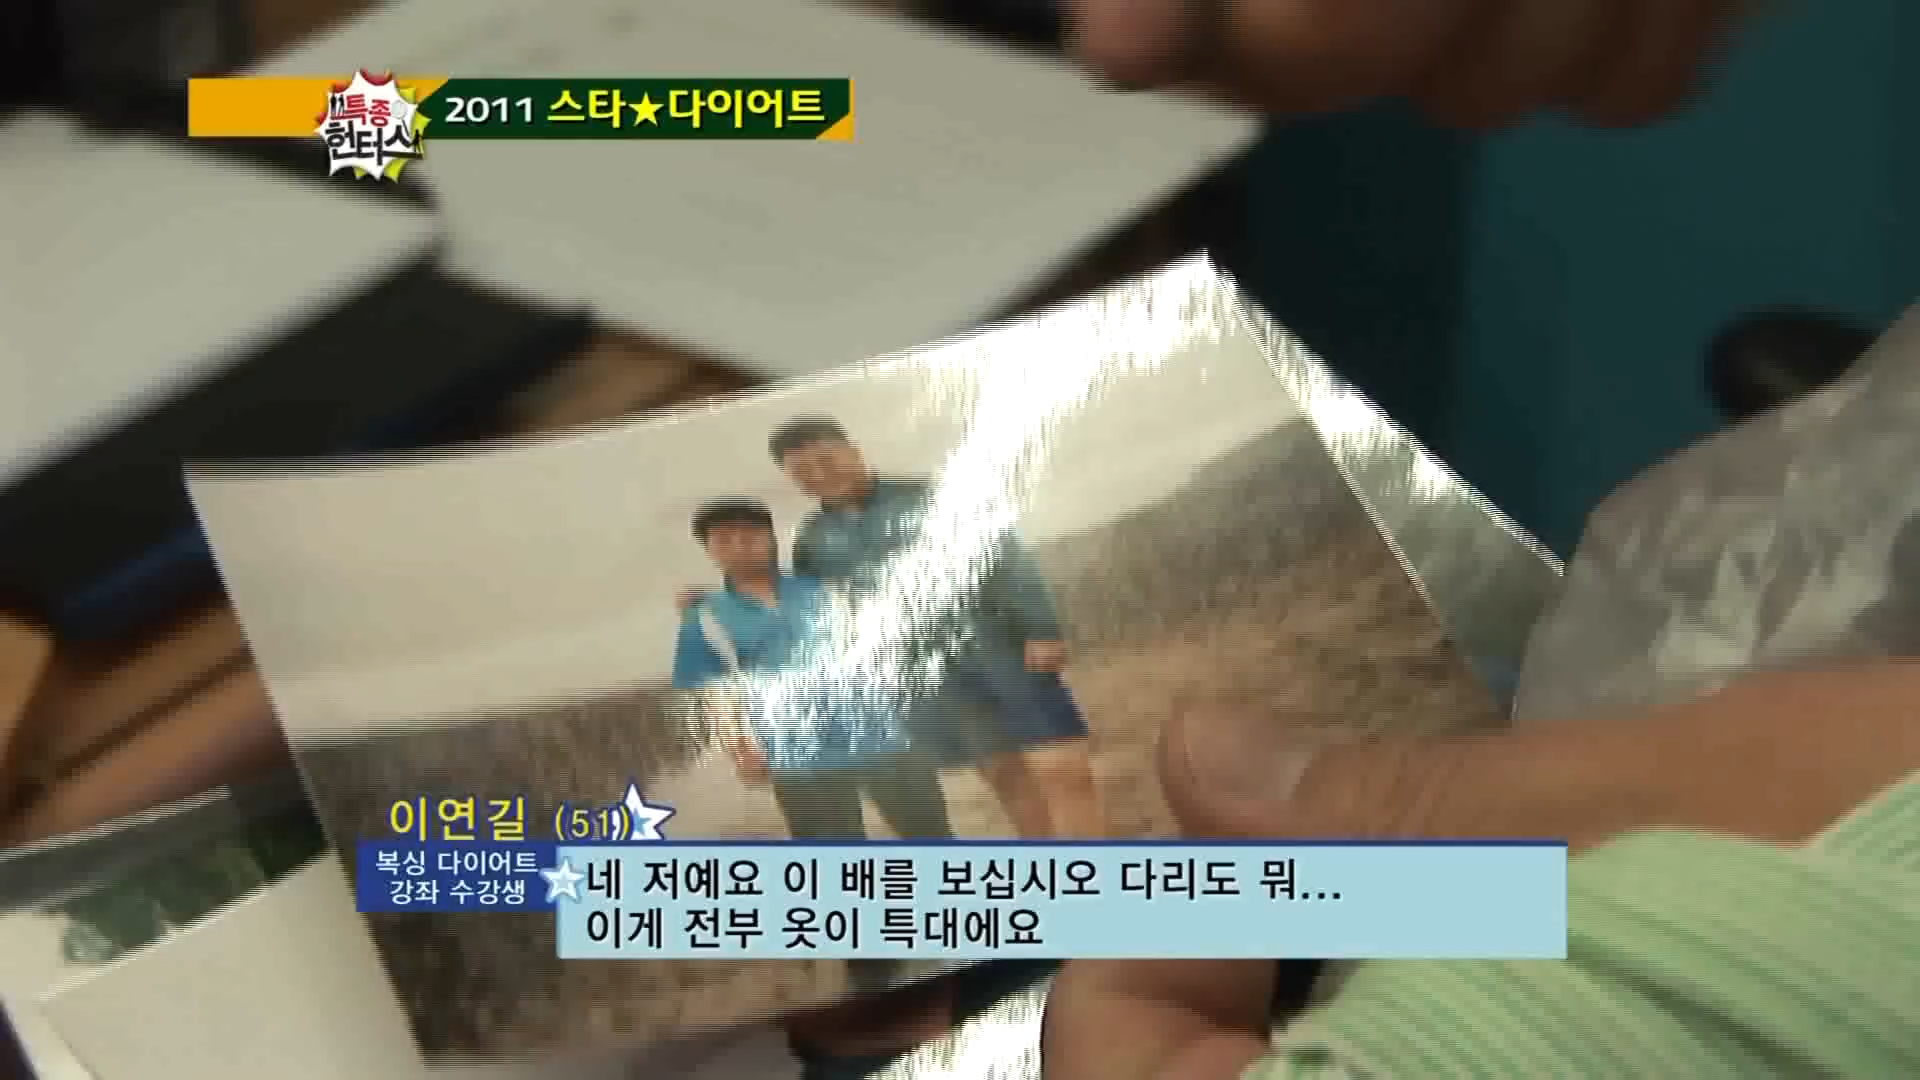 특종
헌터스
2011 스타★다이어트
이연길 (51)
복싱 다이어트
강좌 수강생
네 저예요 이 배를 보십시오 다리도 뭐...
이게 전부 옷이 특대에요